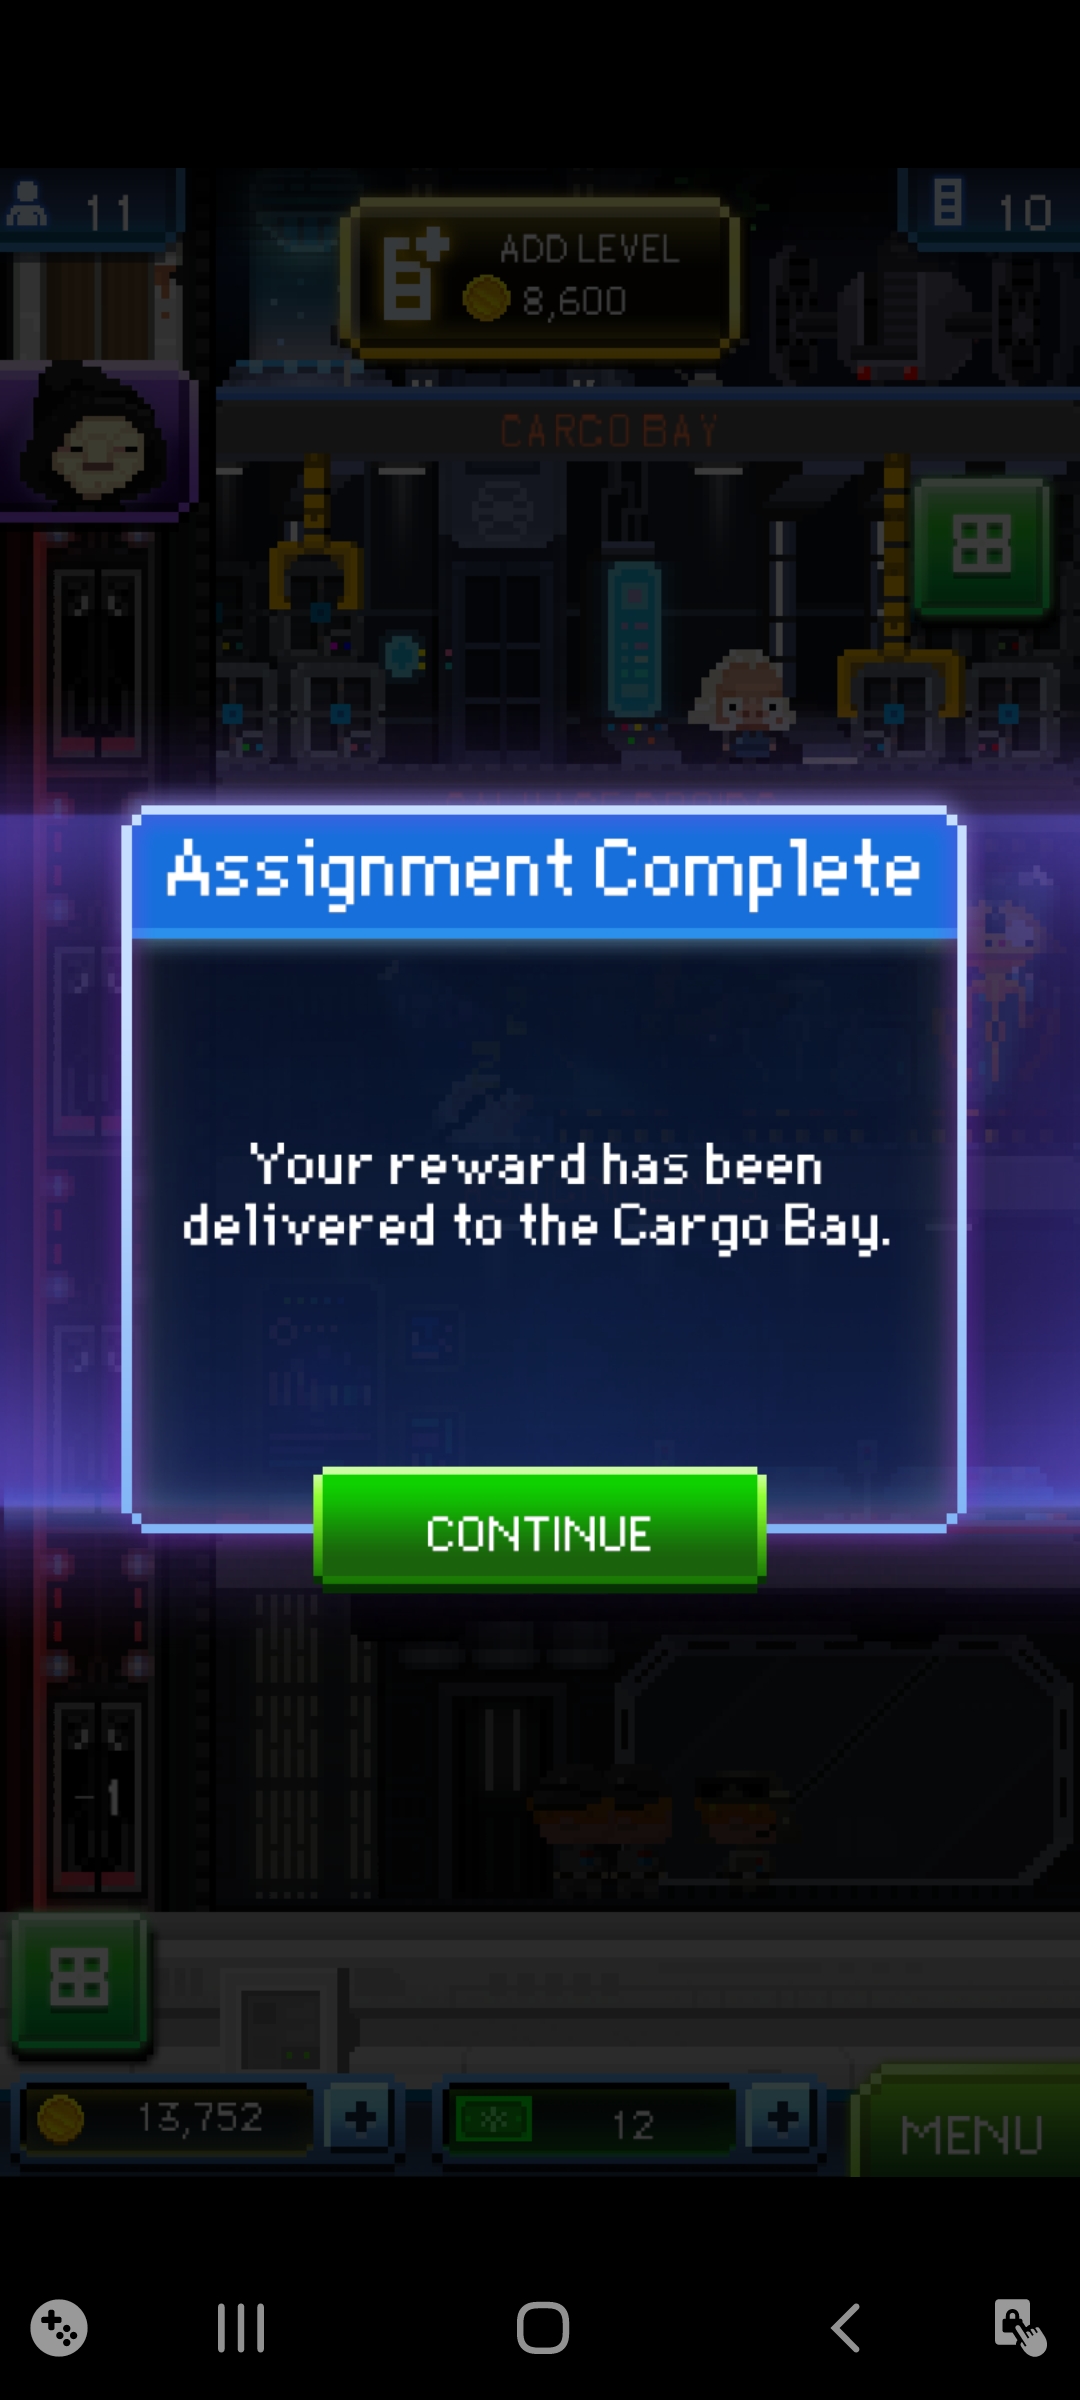 11
10
ADD LEVEL
8,600
CARGO BAY
Assignment Complete
Your reward has been
delivered to the Cargo Bay.
CONTINUE
-1
13,752
12
MENU